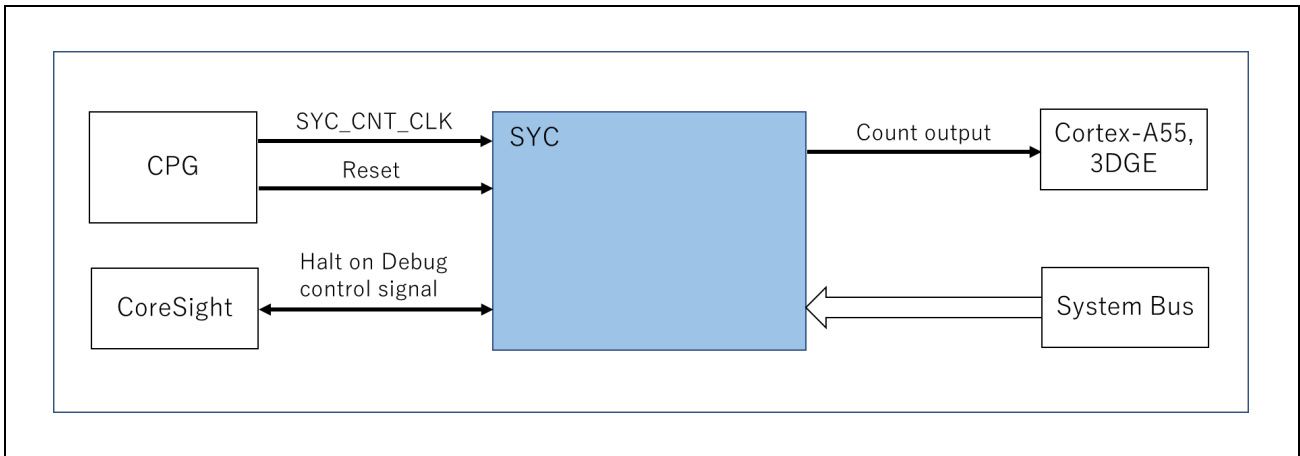 CPG
SYC_CNT_CLK
Reset
SYC
Count output
Cortex-A55,
3DGE
CoreSight
Halt on Debug
control signal
System Bus